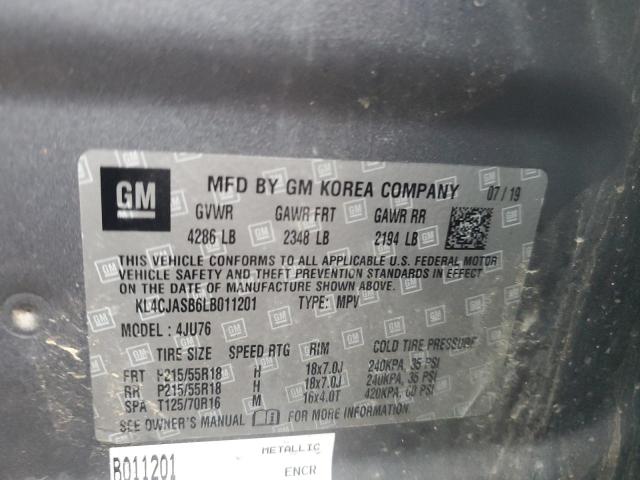 GM
MFD BY GM KOREA COMPANY 07/19
GVWR GAWR FRT GAWR RR
4286 LB 2348 LB 2194 LB
THIS VEHICLE CONFORMS TO ALL APPLICABLE U.S. FEDERAL MOTOR
VEHICLE SAFETY AND THEFT PREVENTION STANDARDS IN EFFECT
ON THE DATE OF MANUFACTURE SHOWN ABOVE.
KL4CJASB6LB011201 TYPE: MPV
MODEL: 4JU76
TIRE SIZE SPEED RTG RIM COLD TIRE PRESSURE
FRT P215/55R18 H 18x7.0J 240KPA, 35 PSI
RR P215/55R18 H 18x7.0J 240KPA, 35 PSI
SPA T125/70R16 M 16x4.0T 420KPA, 60 PSI
SEE OWNER'S MANUAL FOR MORE INFORMATION
METALLIC
B011201 ENCR